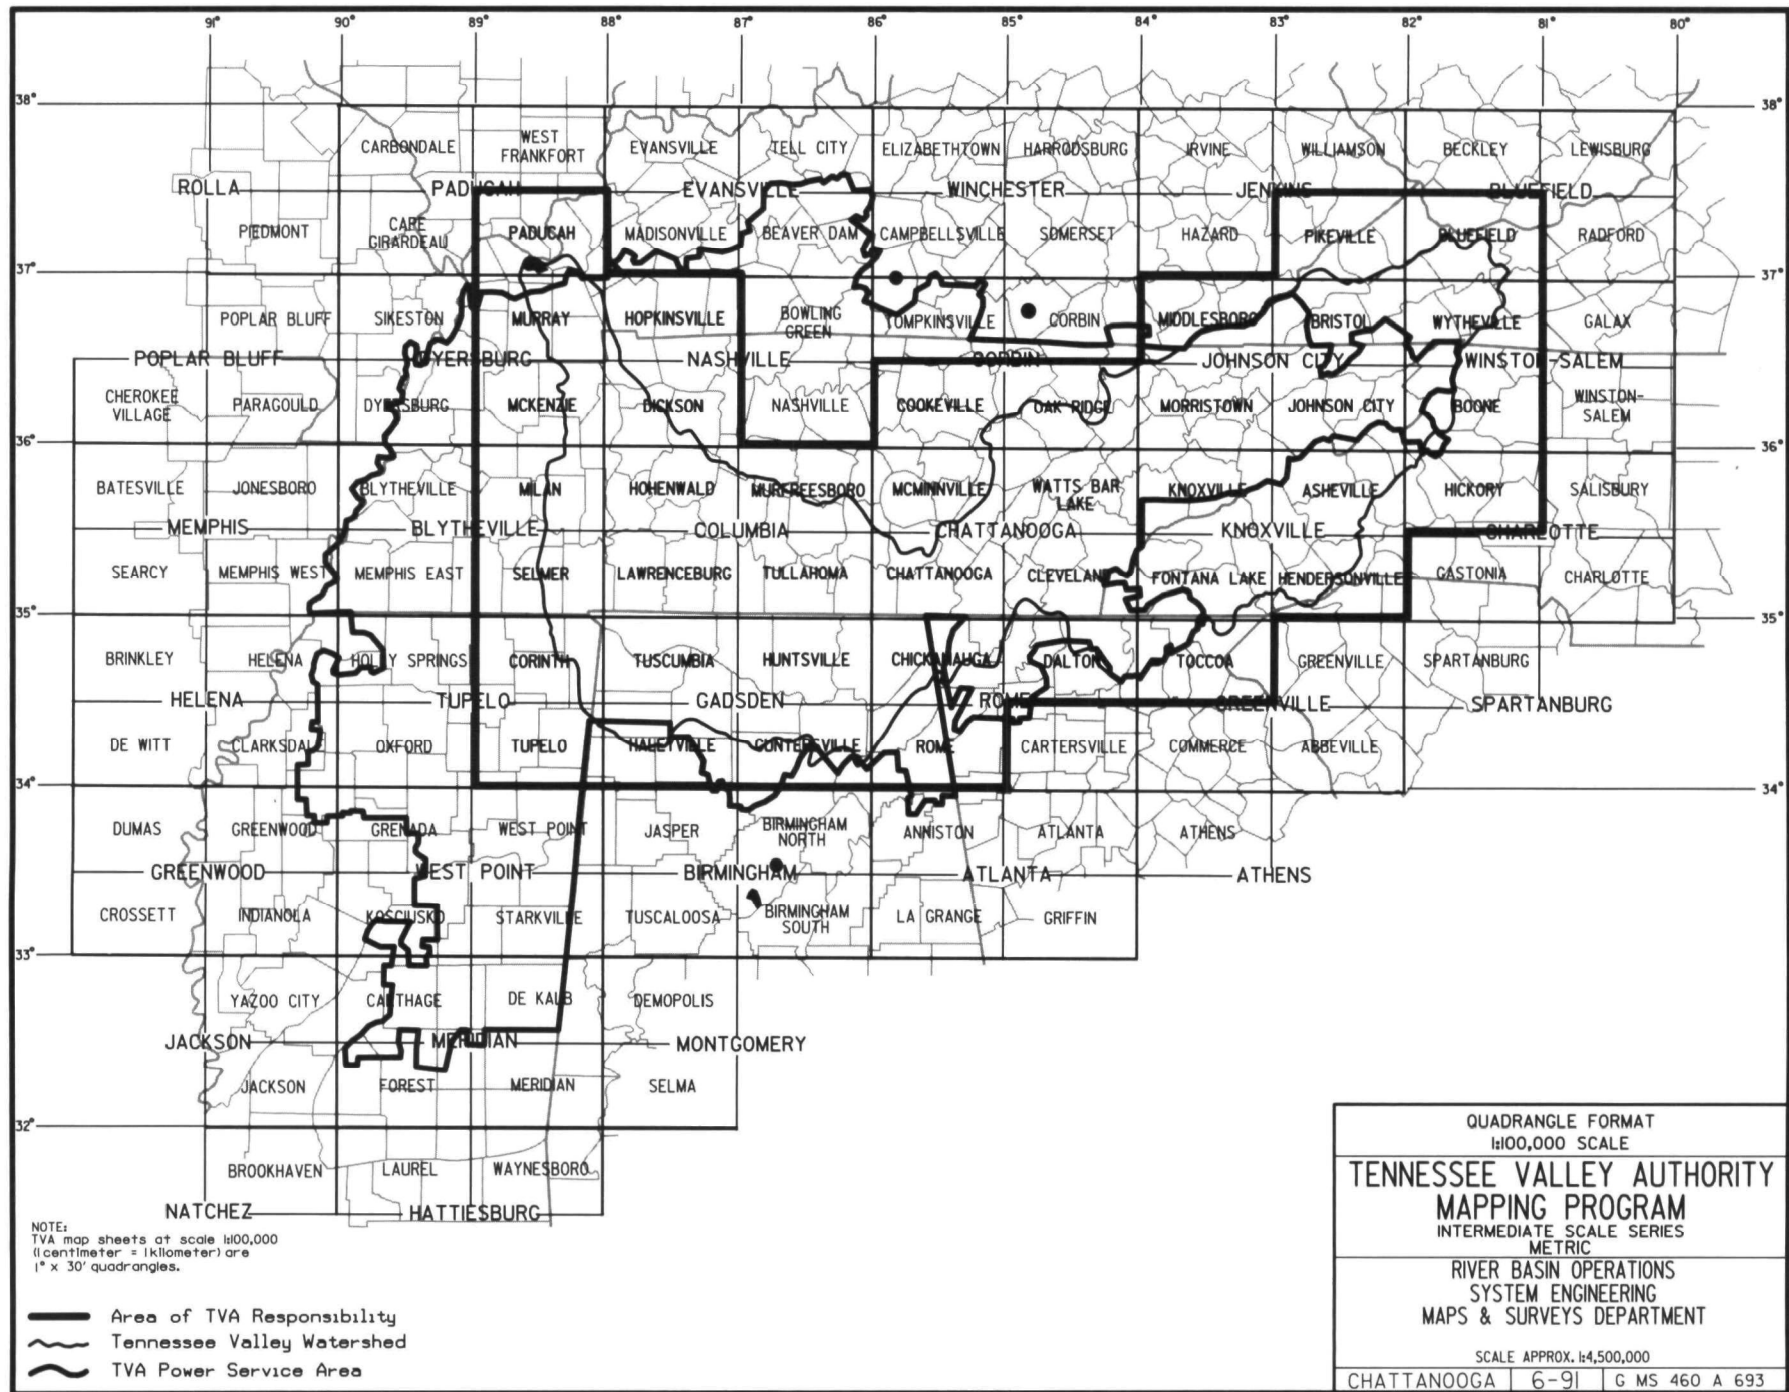 91° 90° 89° 88° 87° 86° 85° 84° 83° 82° 81° 80°
38° 38°
CARBONDALE WEST FRANKFORT EVANSVILLE TELL CITY ELIZABETHTOWN HARRODSBURG IRVINE WILLIAMSON BECKLEY LEWISBURG
ROLLA PADUCAH EVANSVILLE WINCHESTER JENKINS BLUEFIELD
PIEDMONT CAPE GIRARDEAU PADUCAH MADISONVILLE BEAVER DAM CAMPBELLSVILLE SOMERSET HAZARD PIKEVILLE BLUEFIELD RADFORD
37° 37°
POPLAR BLUFF SIKESTON MURRAY HOPKINSVILLE BOWLING GREEN TOMPKINSVILLE CORBIN MIDDLESBORO BRISTOL WYTHEVILLE GALAX
POPLAR BLUFF DYERSBURG NASHVILLE CORBIN JOHNSON CITY WINSTON-SALEM
CHEROKEE VILLAGE PARAGOULD DYERSBURG MCKENZIE DICKSON NASHVILLE COOKEVILLE OAK RIDGE MORRISTOWN JOHNSON CITY BOONE WINSTON-SALEM
36° 36°
BATESVILLE JONESBORO BLYTHEVILLE MILAN HOHENWALD MURFREESBORO MCMINNVILLE WATTS BAR LAKE KNOXVILLE ASHEVILLE HICKORY SALISBURY
MEMPHIS BLYTHEVILLE COLUMBIA CHATTANOOGA KNOXVILLE CHARLOTTE
SEARCY MEMPHIS WEST MEMPHIS EAST SELMER LAWRENCEBURG TULLAHOMA CHATTANOOGA CLEVELAND FONTANA LAKE HENDERSONVILLE GASTONIA CHARLOTTE
35° 35°
BRINKLEY HELENA HOLLY SPRINGS CORINTH TUSCUMBIA HUNTSVILLE CHICKAMAUGA DALTON TOCCOA GREENVILLE SPARTANBURG
HELENA TUPELO GADSDEN ROME GREENVILLE SPARTANBURG
DE WITT CLARKSDALE OXFORD TUPELO HALEYVILLE GUNTERSVILLE ROME CARTERSVILLE COMMERCE ABBEVILLE
34° 34°
DUMAS GREENWOOD GRENADA WEST POINT JASPER BIRMINGHAM NORTH ANNISTON ATLANTA ATHENS
GREENWOOD WEST POINT BIRMINGHAM ATLANTA ATHENS
CROSSETT INDIANOLA KOSCIUSKO STARKVILLE TUSCALOOSA BIRMINGHAM SOUTH LA GRANGE GRIFFIN
33°
YAZOO CITY CARTHAGE DE KALB DEMOPOLIS
JACKSON MERIDIAN MONTGOMERY
JACKSON FOREST MERIDIAN SELMA
32°
BROOKHAVEN LAUREL WAYNESBORO
NATCHEZ HATTIESBURG
NOTE:
TVA map sheets at scale 1:100,000
(1 centimeter = 1 kilometer) are
1° x 30' quadrangles.
Area of TVA Responsibility
Tennessee Valley Watershed
TVA Power Service Area
QUADRANGLE FORMAT
1:100,000 SCALE
TENNESSEE VALLEY AUTHORITY
MAPPING PROGRAM
INTERMEDIATE SCALE SERIES
METRIC
RIVER BASIN OPERATIONS
SYSTEM ENGINEERING
MAPS & SURVEYS DEPARTMENT
SCALE APPROX. 1:4,500,000
CHATTANOOGA 6-91 G MS 460 A 693